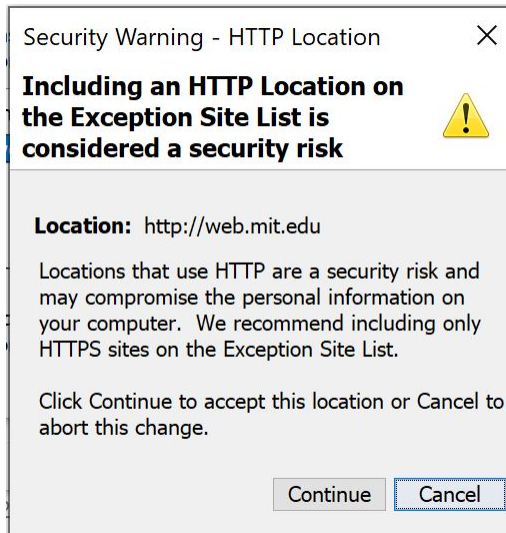 Security Warning - HTTP Location
Including an HTTP Location on
the Exception Site List is
considered a security risk
Location: http://web.mit.edu
Locations that use HTTP are a security risk and
may compromise the personal information on
your computer. We recommend including only
HTTPS sites on the Exception Site List.
Click Continue to accept this location or Cancel to
abort this change.
Continue Cancel